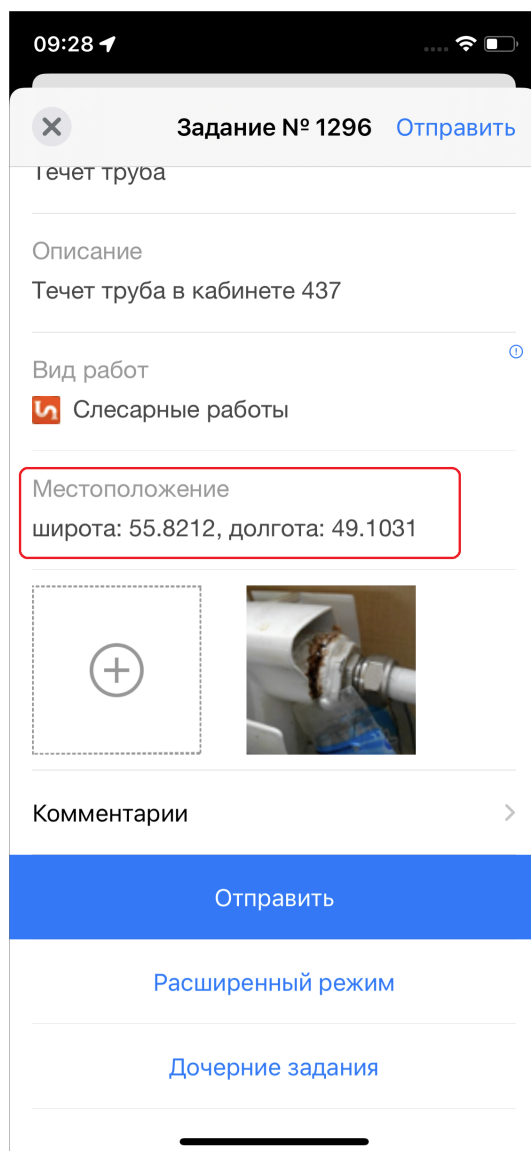 09:28
Задание № 1296 Отправить
Течет труба
Описание
Течет труба в кабинете 437
Вид работ
Слесарные работы
Местоположение
широта: 55.8212, долгота: 49.1031
Комментарии
Отправить
Расширенный режим
Дочерние задания